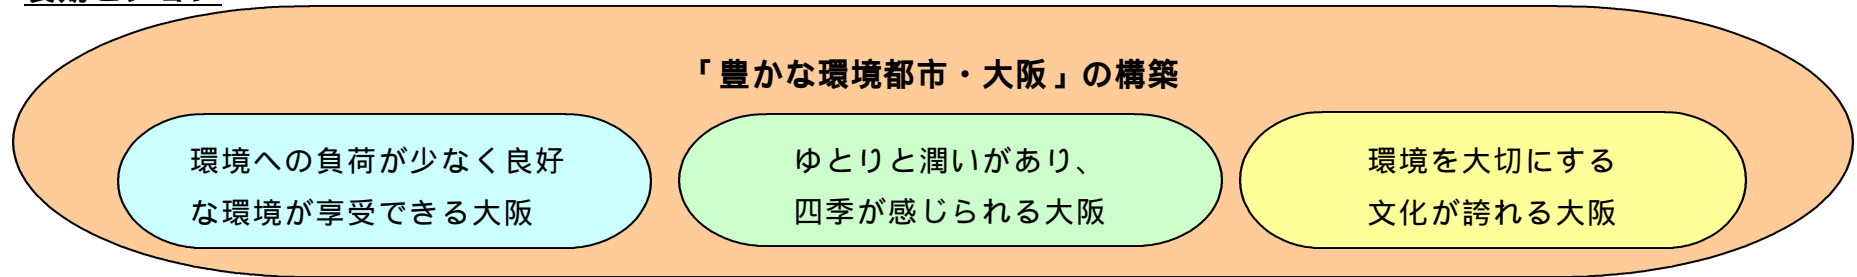 「豊かな環境都市・大阪」の構築
環境への負荷が少なく良好
な環境が享受できる大阪
ゆとりと潤いがあり、
四季が感じられる大阪
環境を大切にする
文化が誇れる大阪